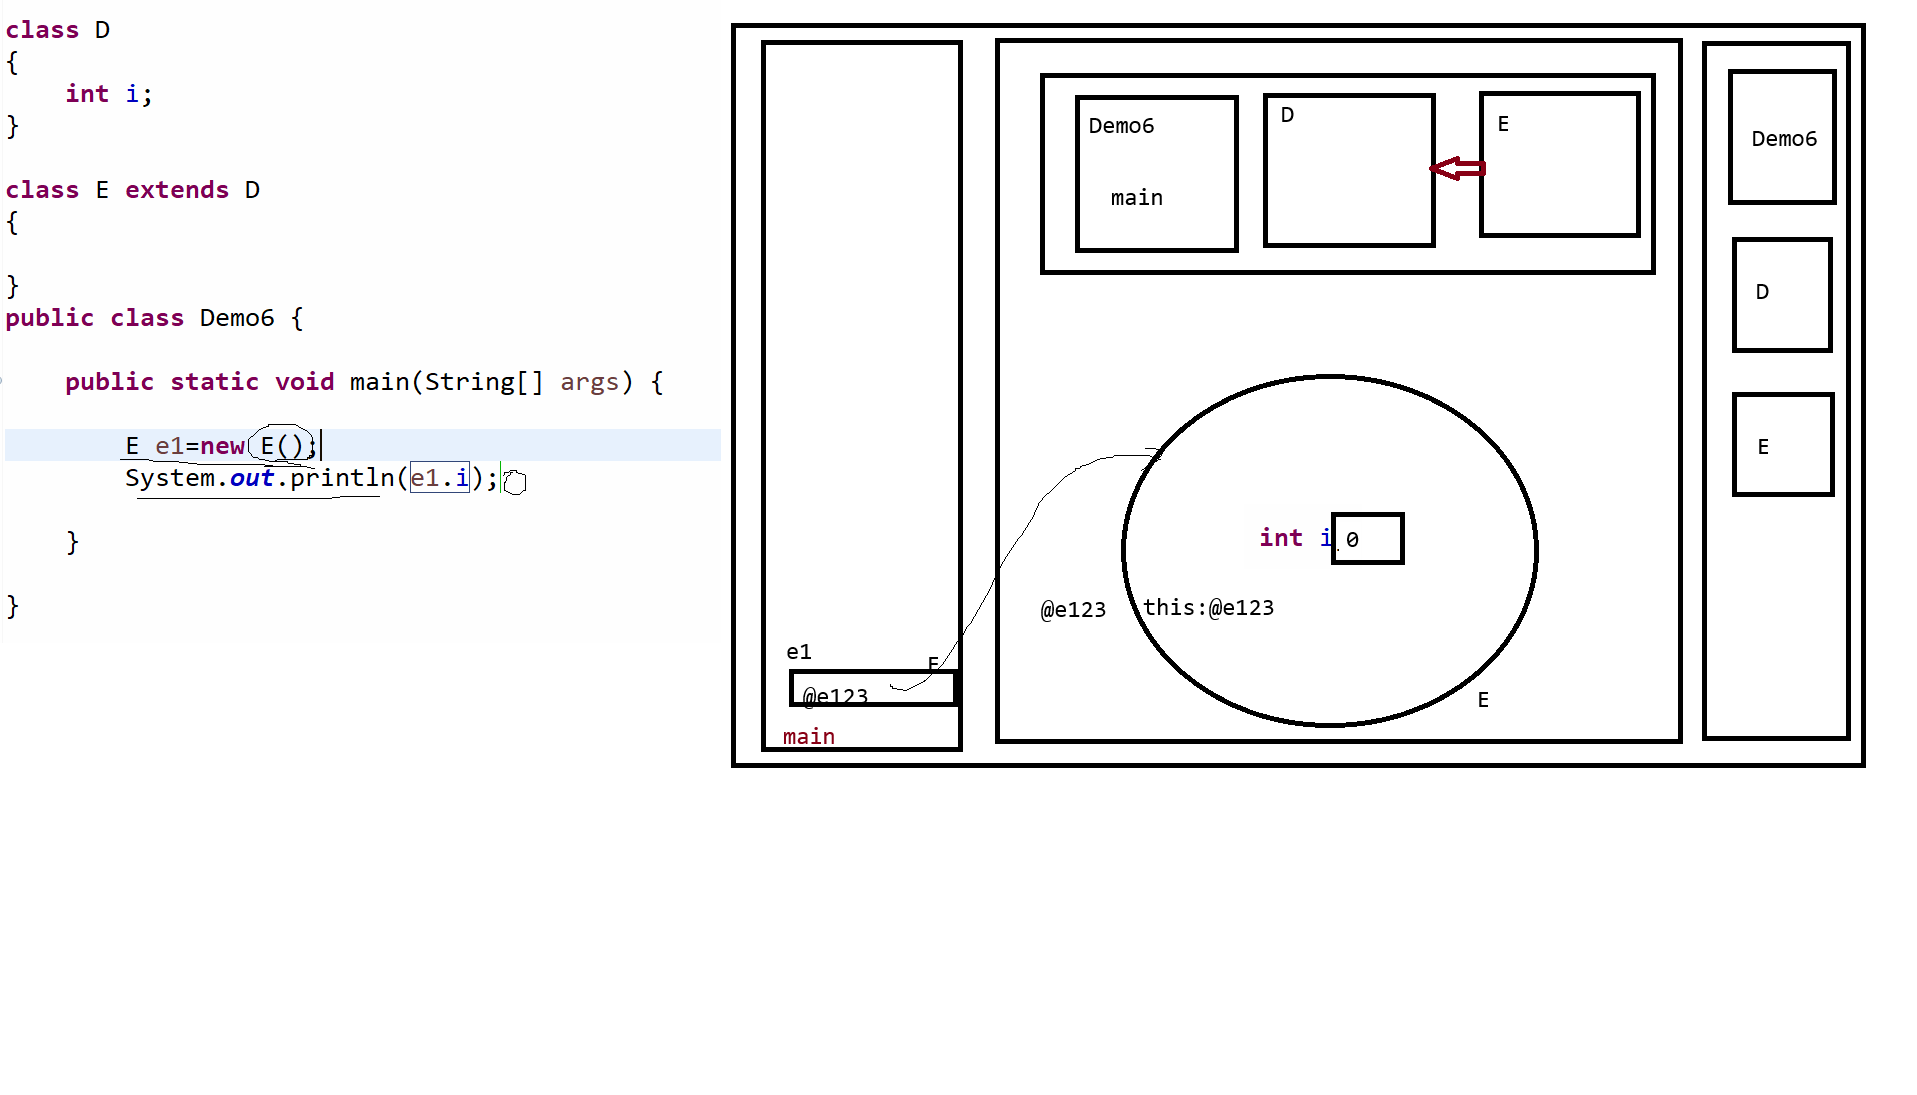 class D
{
    int i;
}
class E extends D
{
}
public class Demo6 {
    public static void main(String[] args) {
        E e1=new E();
        System.out.println(e1.i);
    }
}
Demo6
main
D
E
Demo6
D
E
int i 0
@e123 this:@e123
E
e1
E
@e123
main